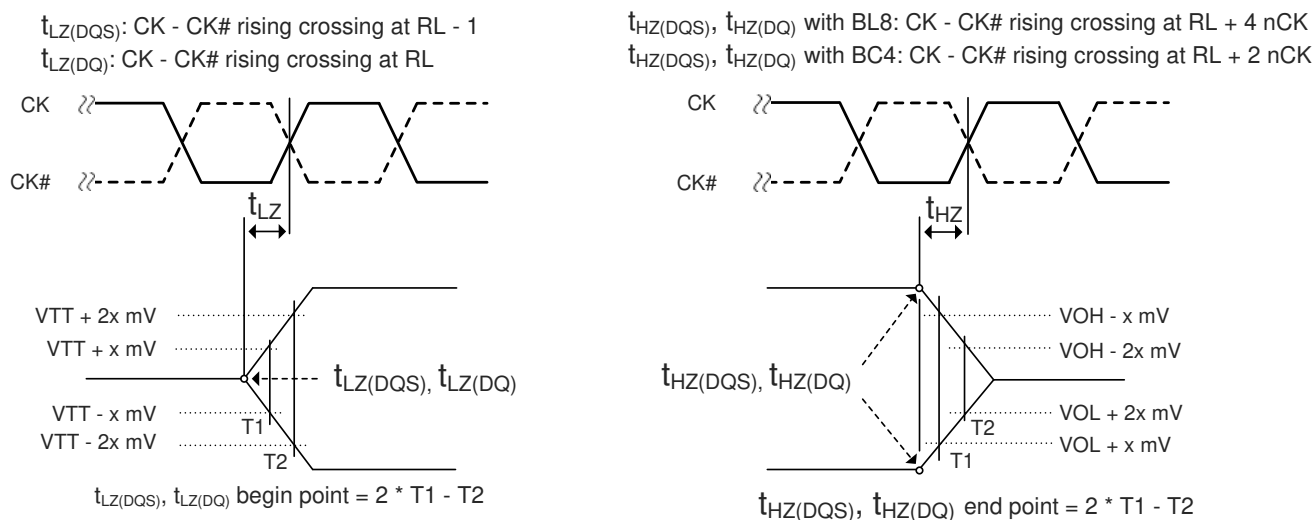 tLZ(DQS): CK - CK# rising crossing at RL - 1
tLZ(DQ): CK - CK# rising crossing at RL
CK
CK#
tLZ
VTT + 2x mV
VTT + x mV
tLZ(DQS), tLZ(DQ)
VTT - x mV
T1
VTT - 2x mV
T2
tLZ(DQS), tLZ(DQ) begin point = 2 * T1 - T2
tHZ(DQS), tHZ(DQ) with BL8: CK - CK# rising crossing at RL + 4 nCK
tHZ(DQS), tHZ(DQ) with BC4: CK - CK# rising crossing at RL + 2 nCK
CK
CK#
tHZ
VOH - x mV
VOH - 2x mV
tHZ(DQS), tHZ(DQ)
VOL + 2x mV
T2
VOL + x mV
T1
tHZ(DQS), tHZ(DQ) end point = 2 * T1 - T2